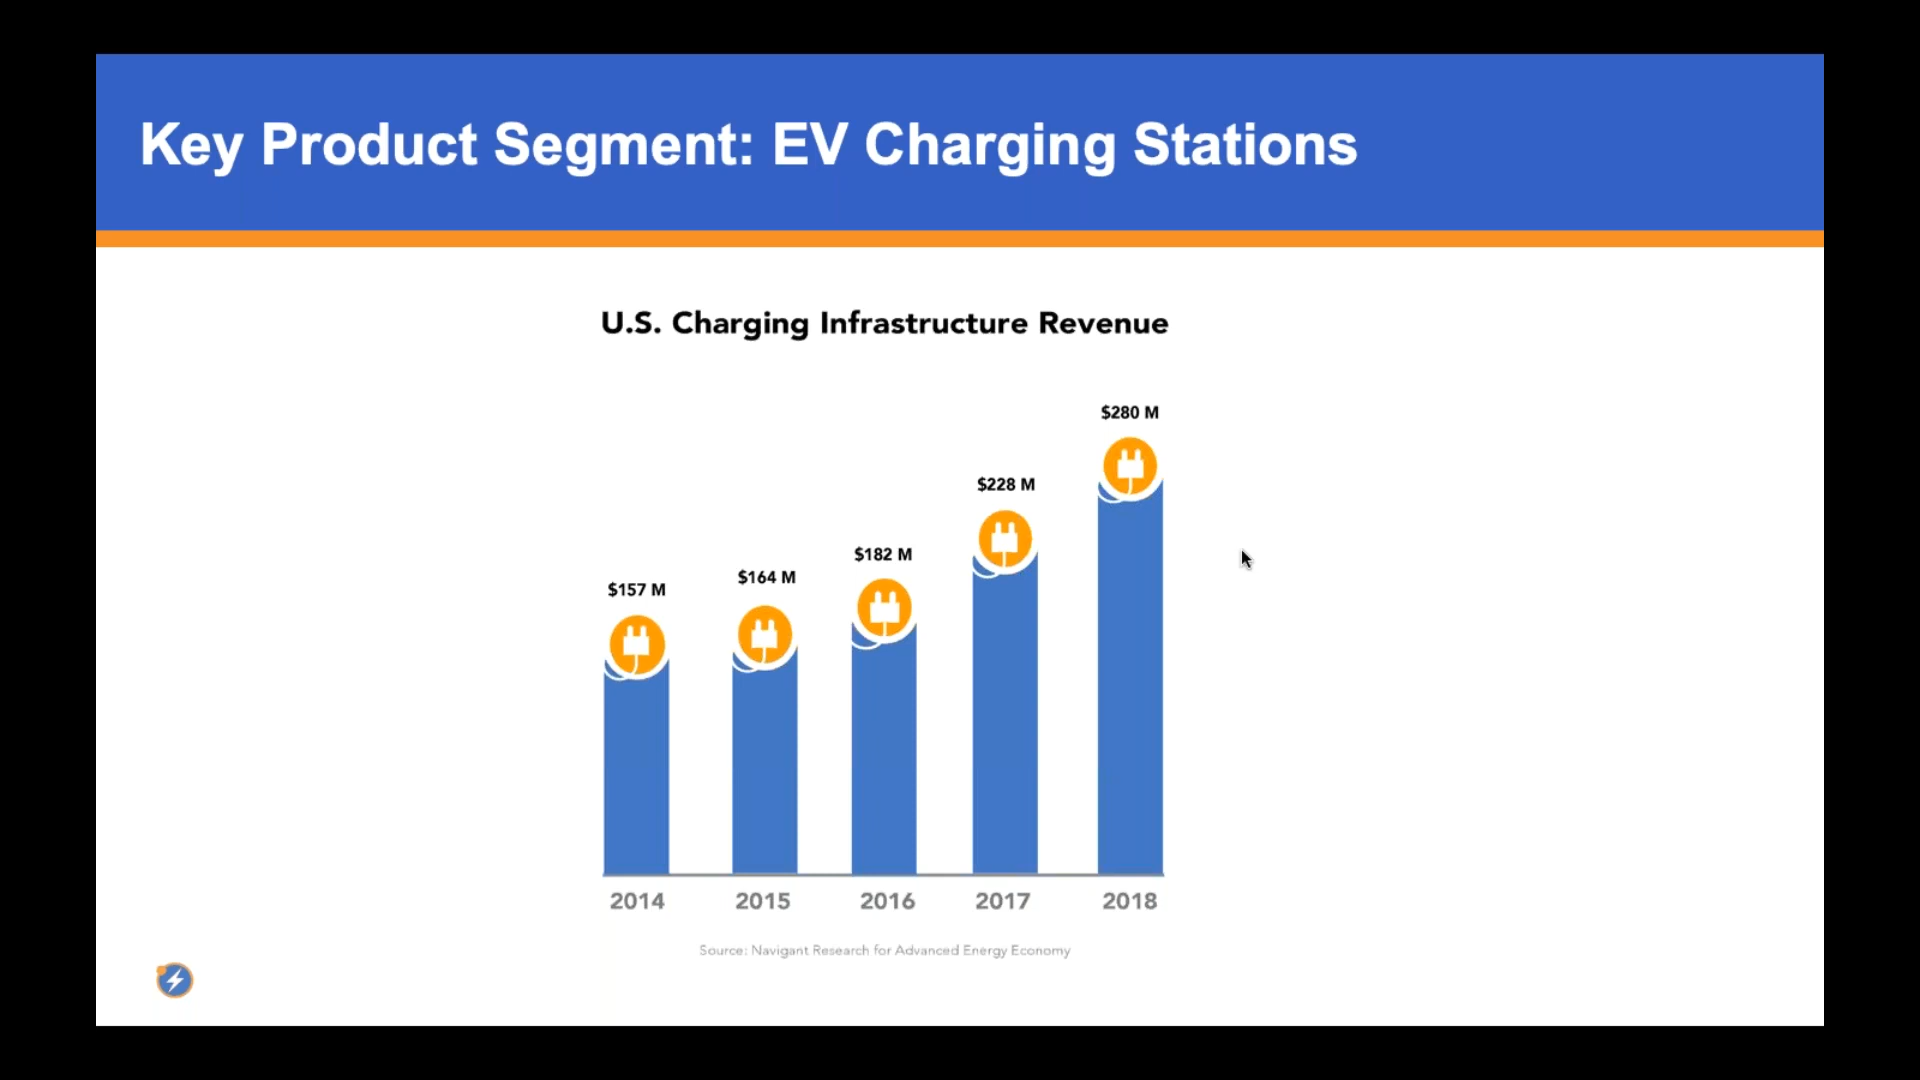 Key Product Segment: EV Charging Stations
U.S. Charging Infrastructure Revenue
$280 M
$228 M
$182 M
$164 M
$157 M
2014 2015 2016 2017 2018
Source: Navigant Research for Advanced Energy Economy